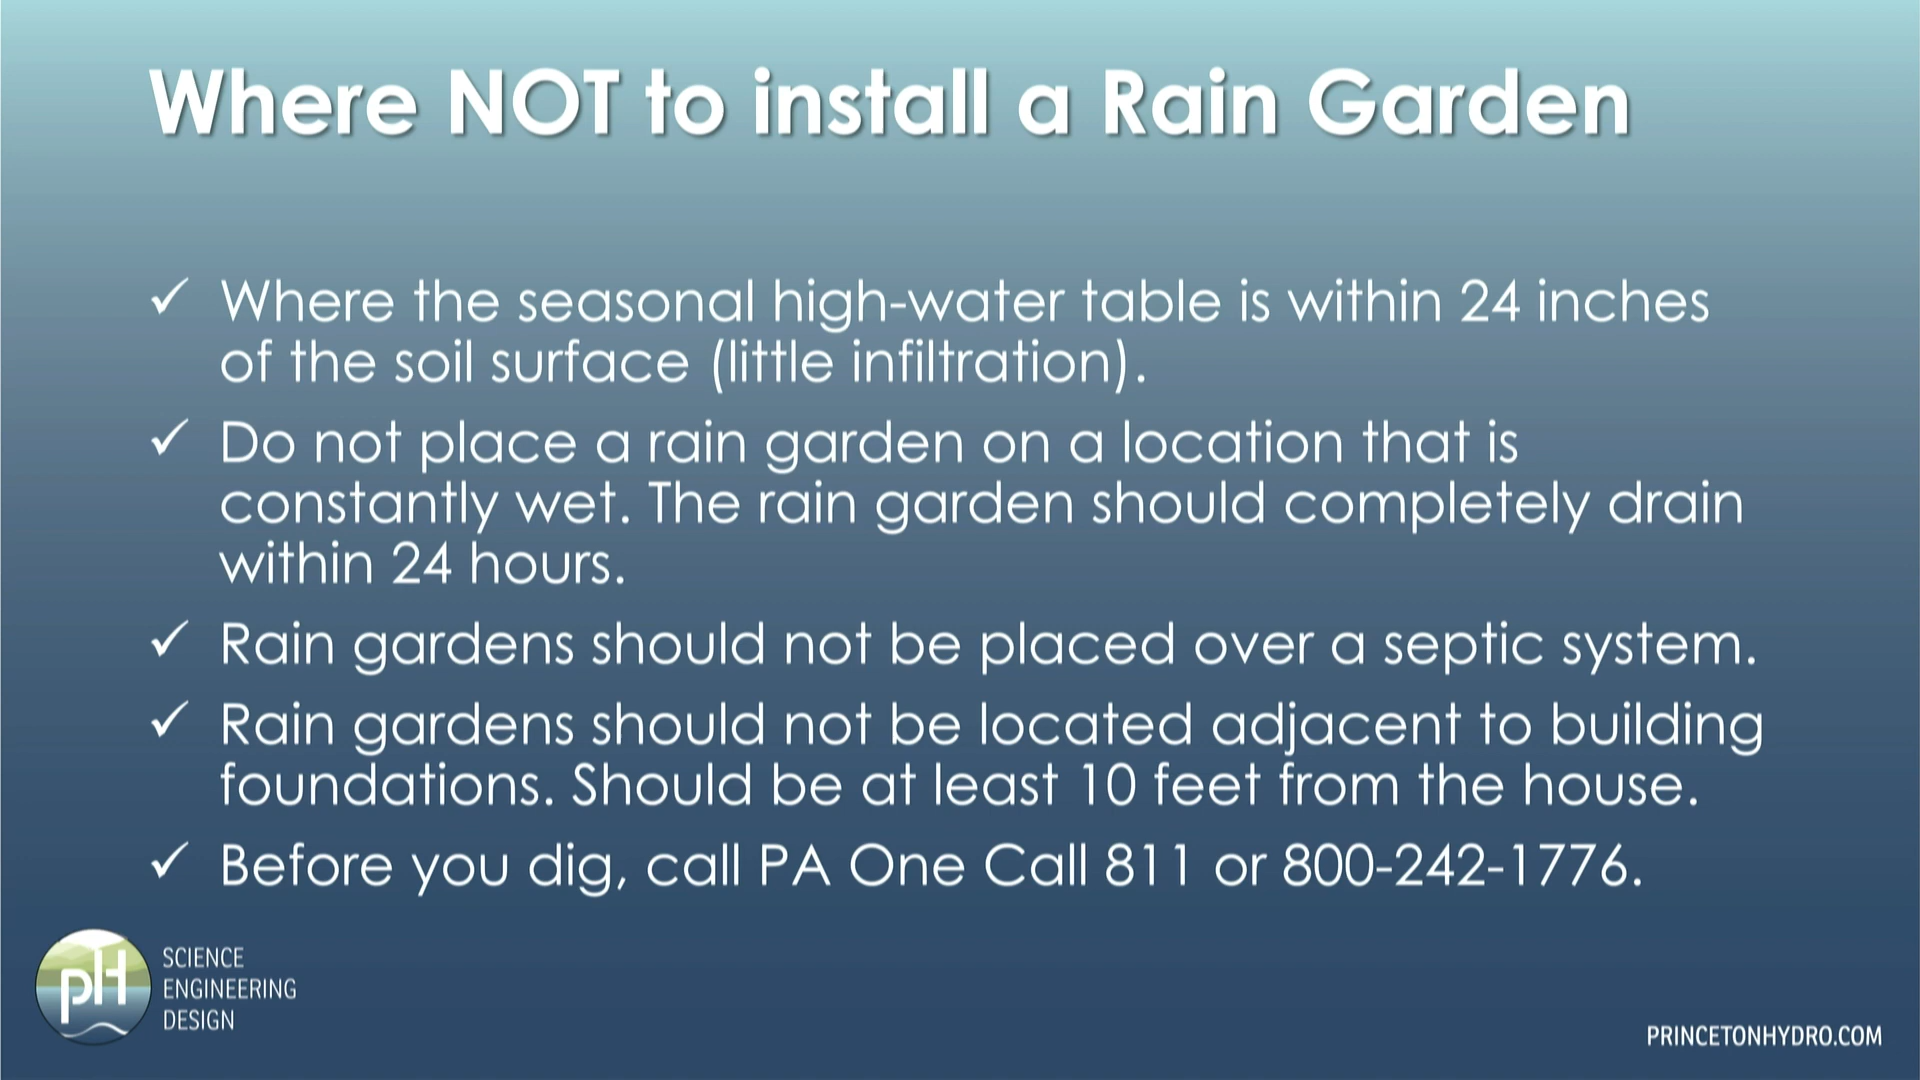 Where NOT to install a Rain Garden
✓ Where the seasonal high-water table is within 24 inches
of the soil surface (little infiltration).
✓ Do not place a rain garden on a location that is
constantly wet. The rain garden should completely drain
within 24 hours.
✓ Rain gardens should not be placed over a septic system.
✓ Rain gardens should not be located adjacent to building
foundations. Should be at least 10 feet from the house.
✓ Before you dig, call PA One Call 811 or 800-242-1776.
pH
SCIENCE
ENGINEERING
DESIGN
PRINCETONHYDRO.COM